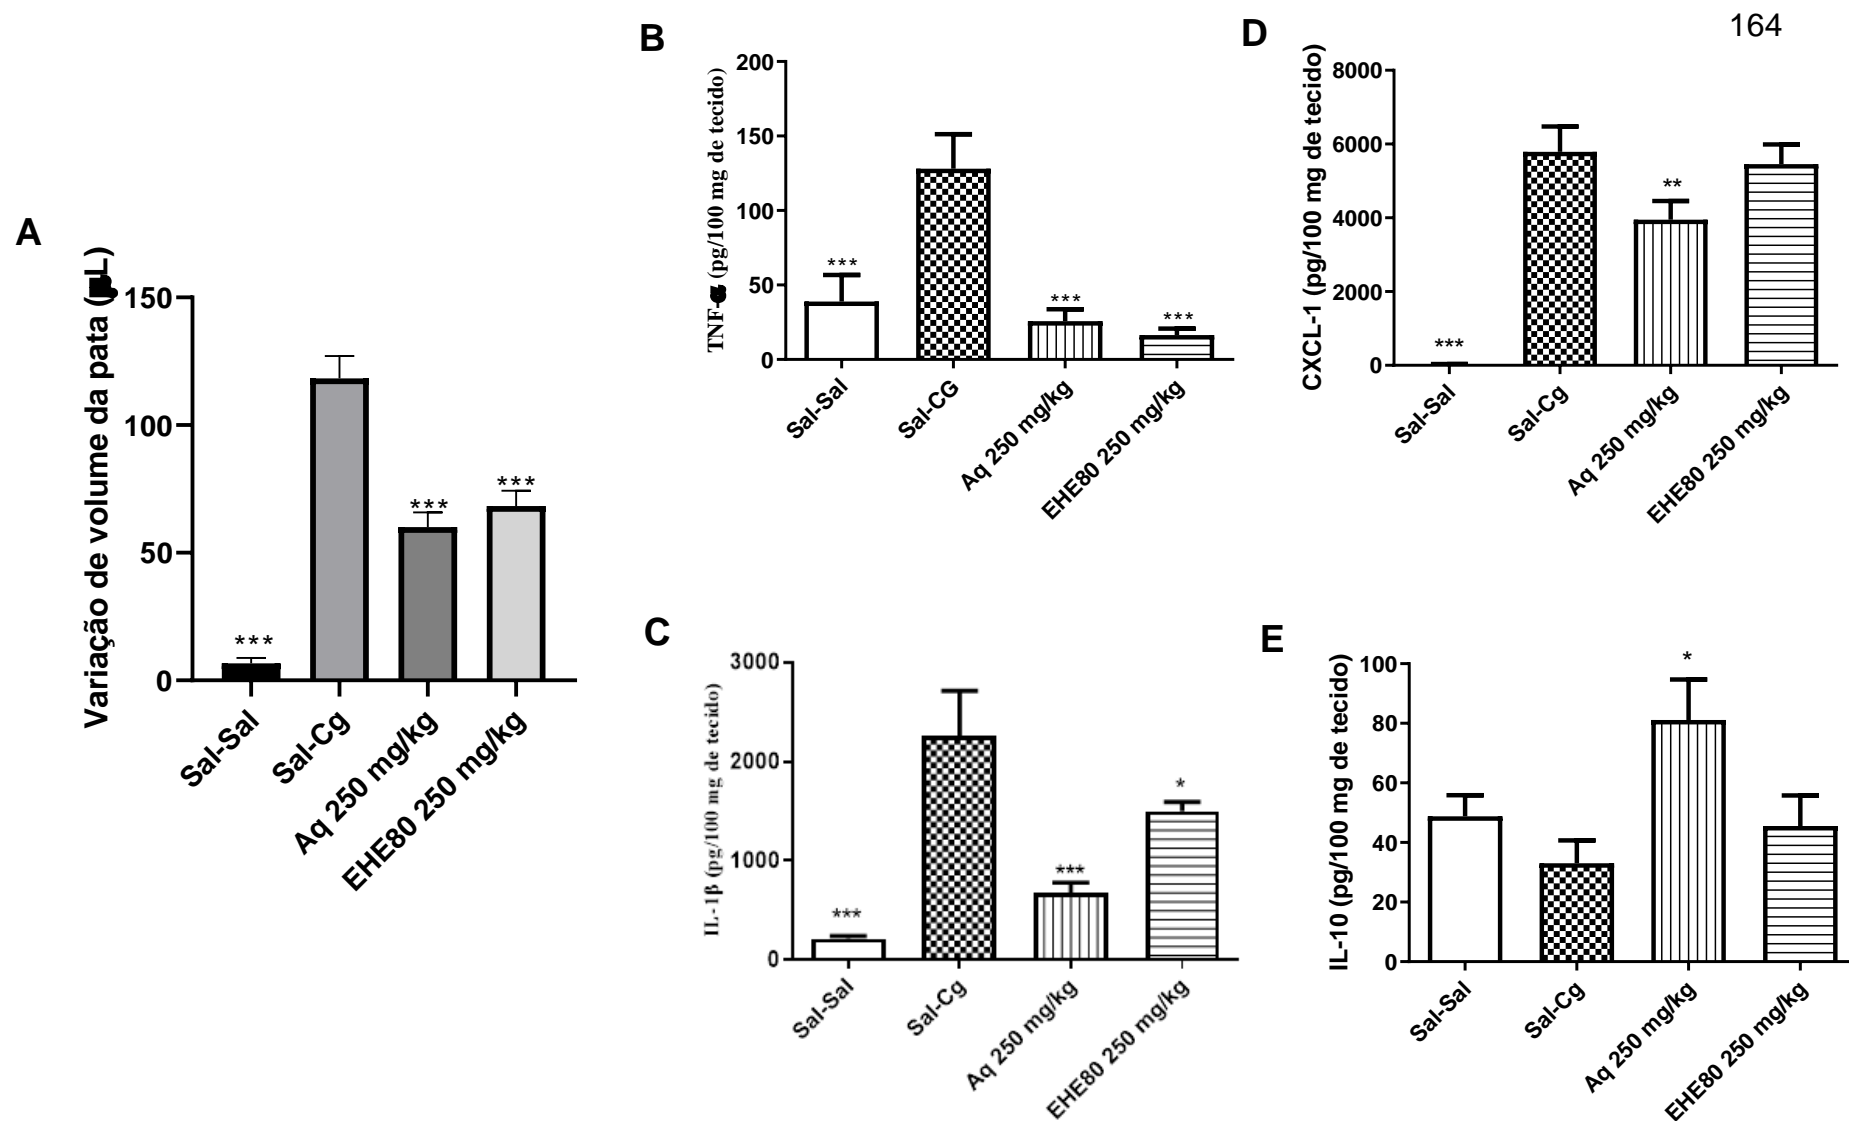 164
A
Variação de volume da pata (µL)
150
100
50
0
***
***
***
Sal-Sal
Sal-Cg
Aq 250 mg/kg
EHE80 250 mg/kg
B
TNF-α (pg/100 mg de tecido)
200
150
100
50
0
***
***
***
Sal-Sal
Sal-CG
Aq 250 mg/kg
EHE80 250 mg/kg
C
IL-1β (pg/100 mg de tecido)
3000
2000
1000
0
***
***
*
Sal-Sal
Sal-Cg
Aq 250 mg/kg
EHE80 250 mg/kg
D
CXCL-1 (pg/100 mg de tecido)
8000
6000
4000
2000
0
***
**
Sal-Sal
Sal-Cg
Aq 250 mg/kg
EHE80 250 mg/kg
E
IL-10 (pg/100 mg de tecido)
100
80
60
40
20
0
*
Sal-Sal
Sal-Cg
Aq 250 mg/kg
EHE80 250 mg/kg